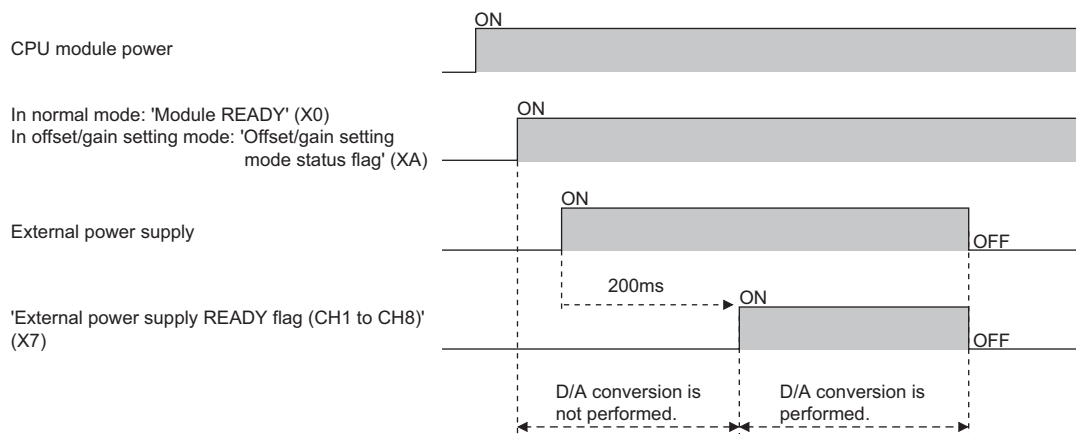 ON
CPU module power
ON
In normal mode: 'Module READY' (X0)
In offset/gain setting mode: 'Offset/gain setting
mode status flag' (XA)
ON
External power supply
OFF
200ms
ON
'External power supply READY flag (CH1 to CH8)'
(X7)
OFF
D/A conversion is
not performed.
D/A conversion is
performed.